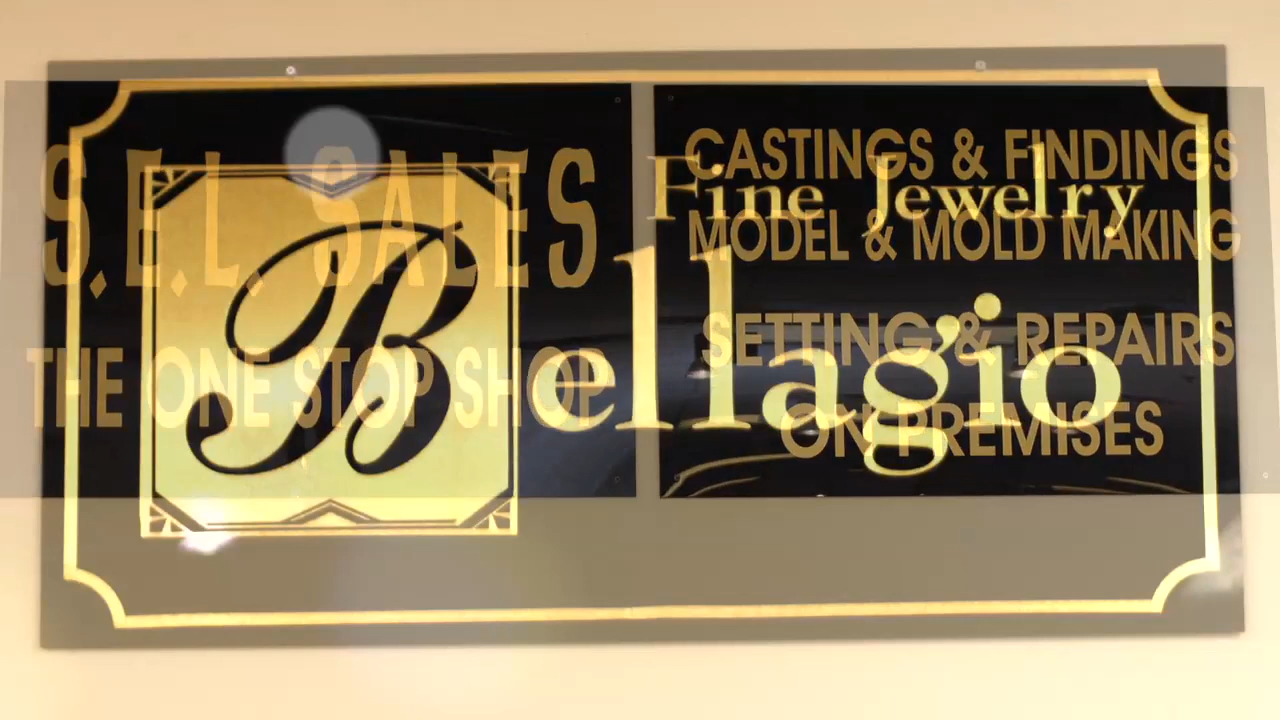 S.E.L. SALES
THE ONE STOP SHOP
CASTINGS & FINDINGS
MODEL & MOLD MAKING
SETTING & REPAIRS
ON PREMISES
Fine Jewelry
Bellagio